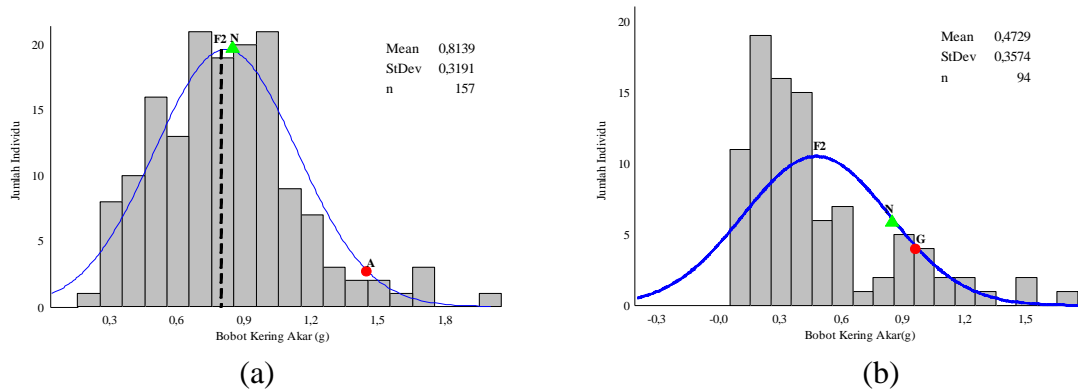 20
15
10
5
0
Jumlah Individu
F2 N
A
Mean 0,8139
StDev 0,3191
n 157
0,3 0,6 0,9 1,2 1,5 1,8
Bobot Kering Akar (g)
(a)
20
15
10
5
0
Jumlah Individu
F2
N
G
Mean 0,4729
StDev 0,3574
n 94
-0,3 -0,0 0,3 0,6 0,9 1,2 1,5
Bobot Kering Akar(g)
(b)